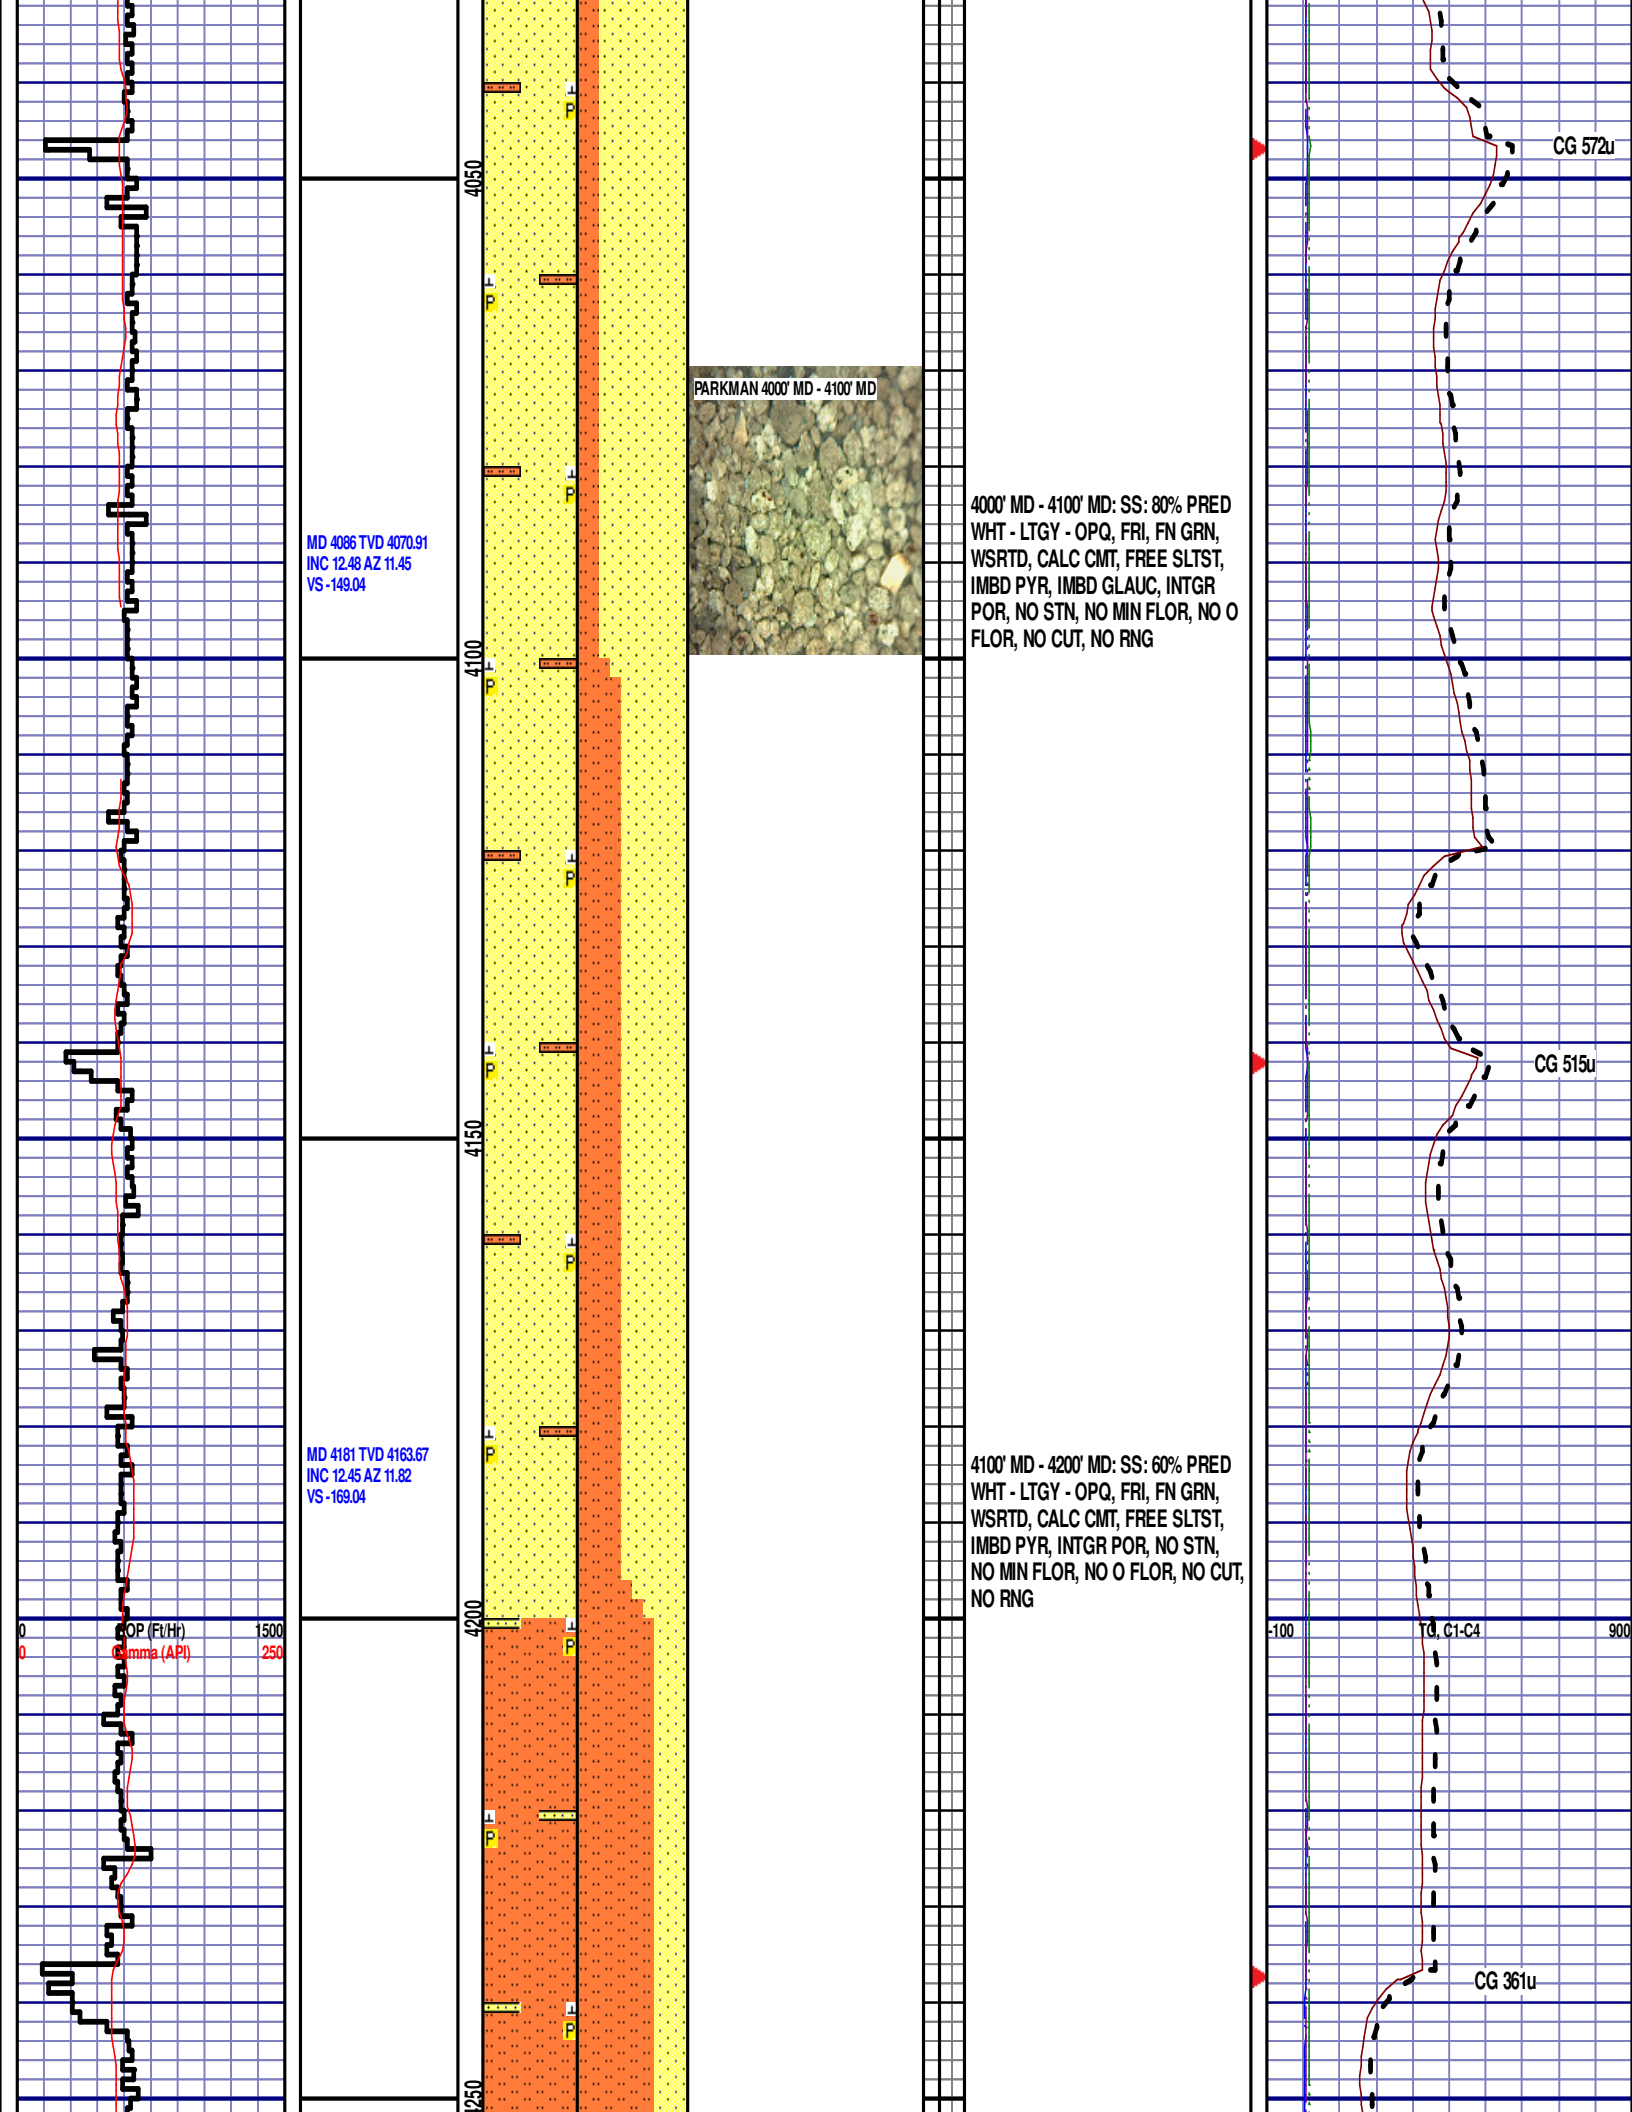 CG 572u
4050
PARKMAN 4000' MD - 4100' MD
4000' MD - 4100' MD: SS: 80% PRED
WHT - LTGY - OPQ, FRI, FN GRN,
WSRTD, CALC CMT, FREE SLTST,
IMBD PYR, IMBD GLAUC, INTGR
POR, NO STN, NO MIN FLOR, NO O
FLOR, NO CUT, NO RNG
MD 4086 TVD 4070.91
INC 12.48 AZ 11.45
VS -149.04
4100
CG 515u
4150
MD 4181 TVD 4163.67
INC 12.45 AZ 11.82
VS -169.04
4100' MD - 4200' MD: SS: 60% PRED
WHT - LTGY - OPQ, FRI, FN GRN,
WSRTD, CALC CMT, FREE SLTST,
IMBD PYR, INTGR POR, NO STN,
NO MIN FLOR, NO O FLOR, NO CUT,
NO RNG
4200
0 ROP (Ft/Hr) 1500
0 Gamma (API) 250
-100 TG, C1-C4 900
CG 361u
4250
P
P
P
P
P
P
P
P
P
P
P